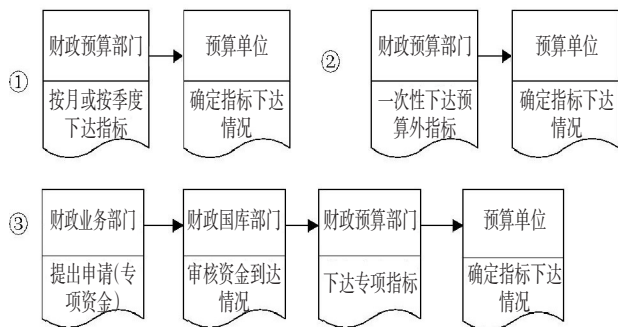 ①
财政预算部门
按月或按季度
下达指标
预算单位
确定指标下达
情况
②
财政预算部门
一次性下达预
算外指标
预算单位
确定指标下达
情况
③
财政业务部门
提出申请(专
项资金)
财政国库部门
审核资金到达
情况
财政预算部门
下达专项指标
预算单位
确定指标下达
情况